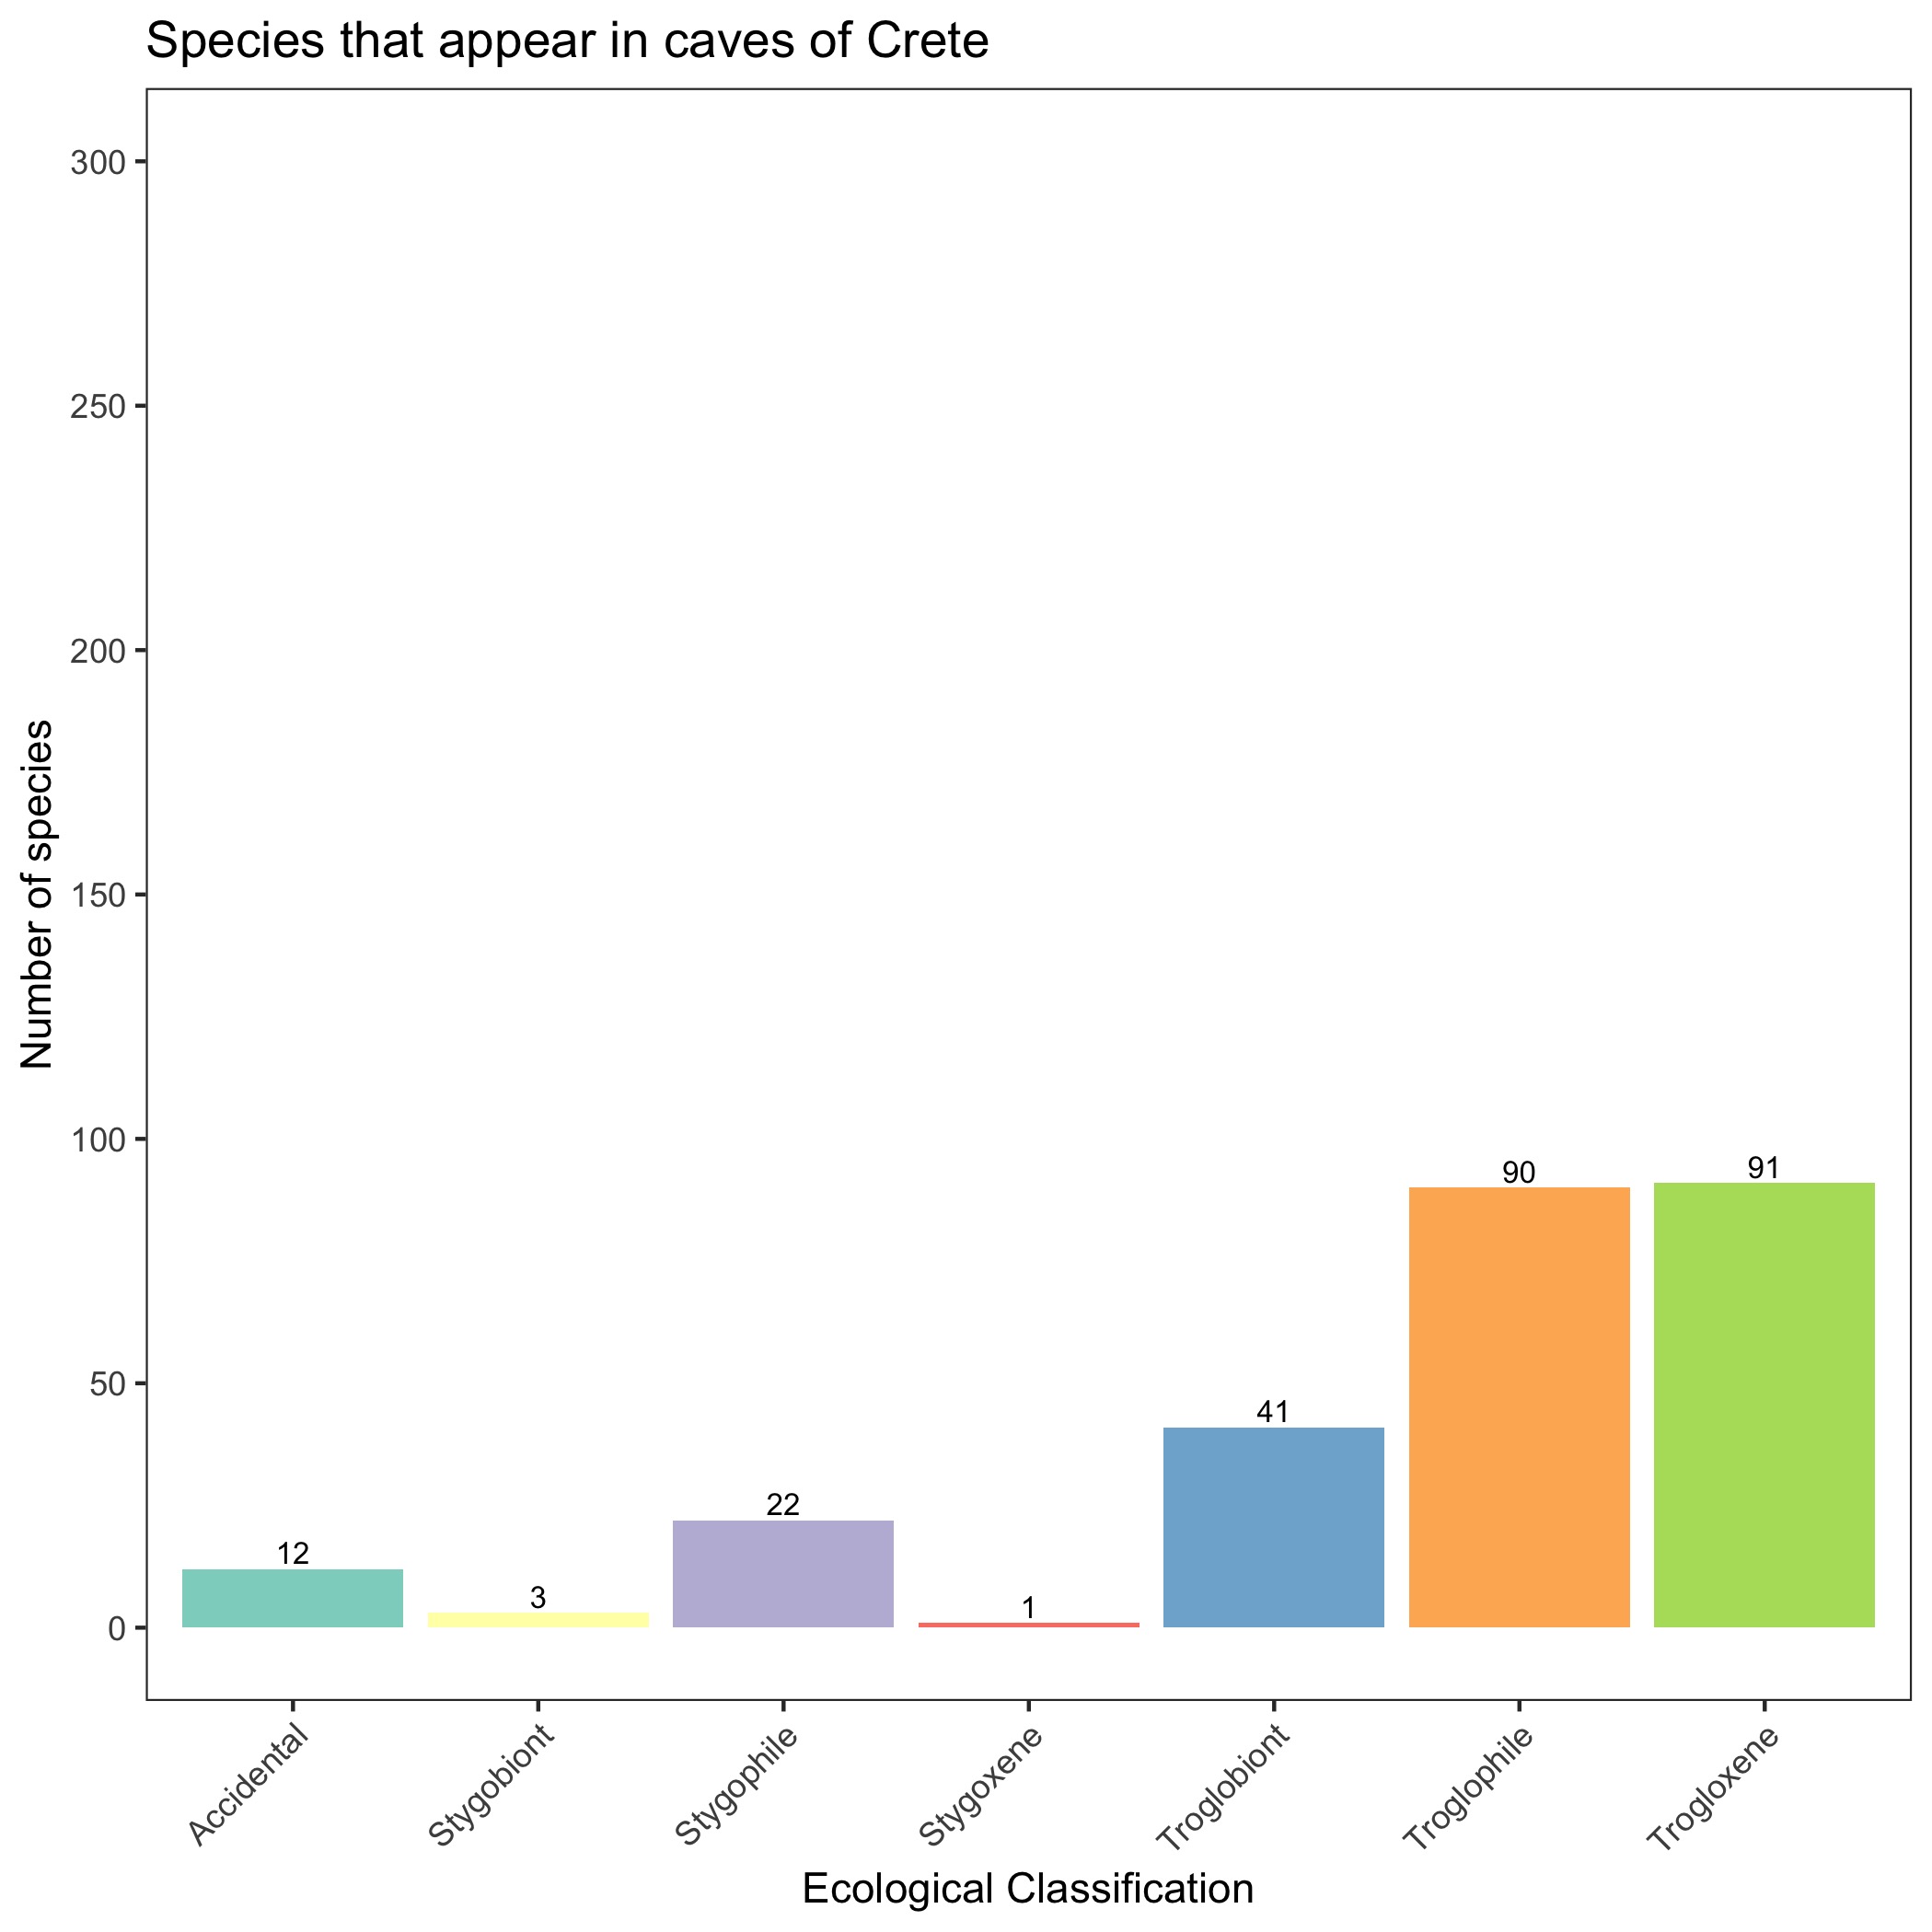 Species that appear in caves of Crete
Number of species
300
250
200
150
100
50
0
12
3
22
1
41
90
91
Accidental
Stygobiont
Stygophile
Stygoxene
Troglobiont
Troglophile
Trogloxene
Ecological Classification